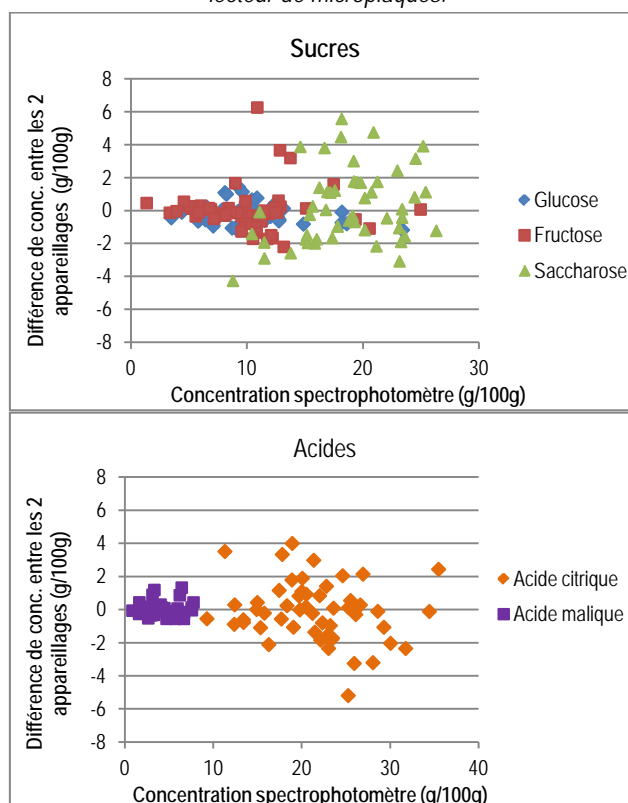 lecteur de microplaques.
Sucres
Différence de conc. entre les 2
appareillages (g/100g)
8
6
4
2
0
-2
-4
-6
-8
0 10 20 30
Concentration spectrophotomètre (g/100g)
Glucose
Fructose
Saccharose
Acides
Différence de conc. entre les 2
appareillages (g/100g)
8
6
4
2
0
-2
-4
-6
-8
0 10 20 30 40
Concentration spectrophotomètre (g/100g)
Acide citrique
Acide malique